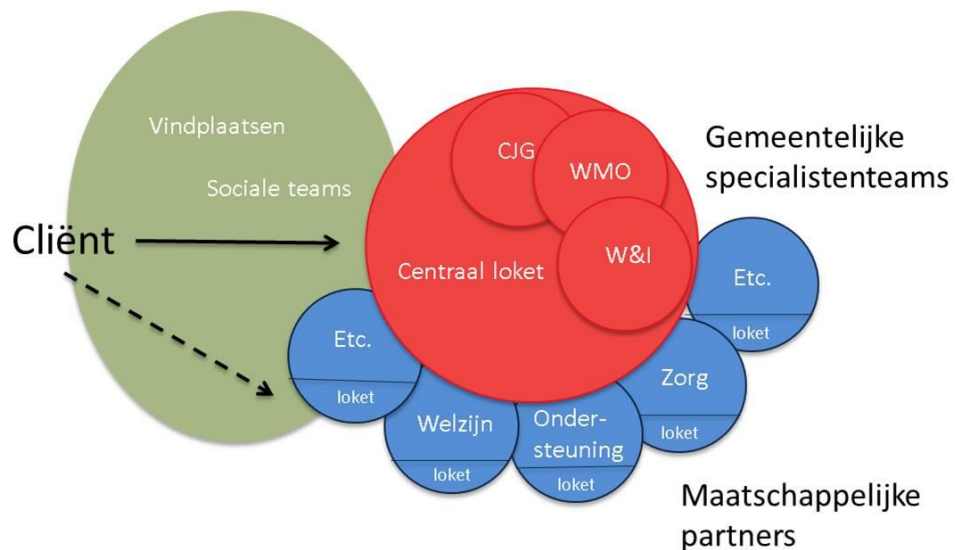 Vindplaatsen
Sociale teams
Cliënt
CJG
WMO
W&I
Centraal loket
Gemeentelijke
specialistenteams
Etc.
loket
Welzijn
loket
Onder-
steuning
loket
Zorg
loket
Etc.
loket
Maatschappelijke
partners